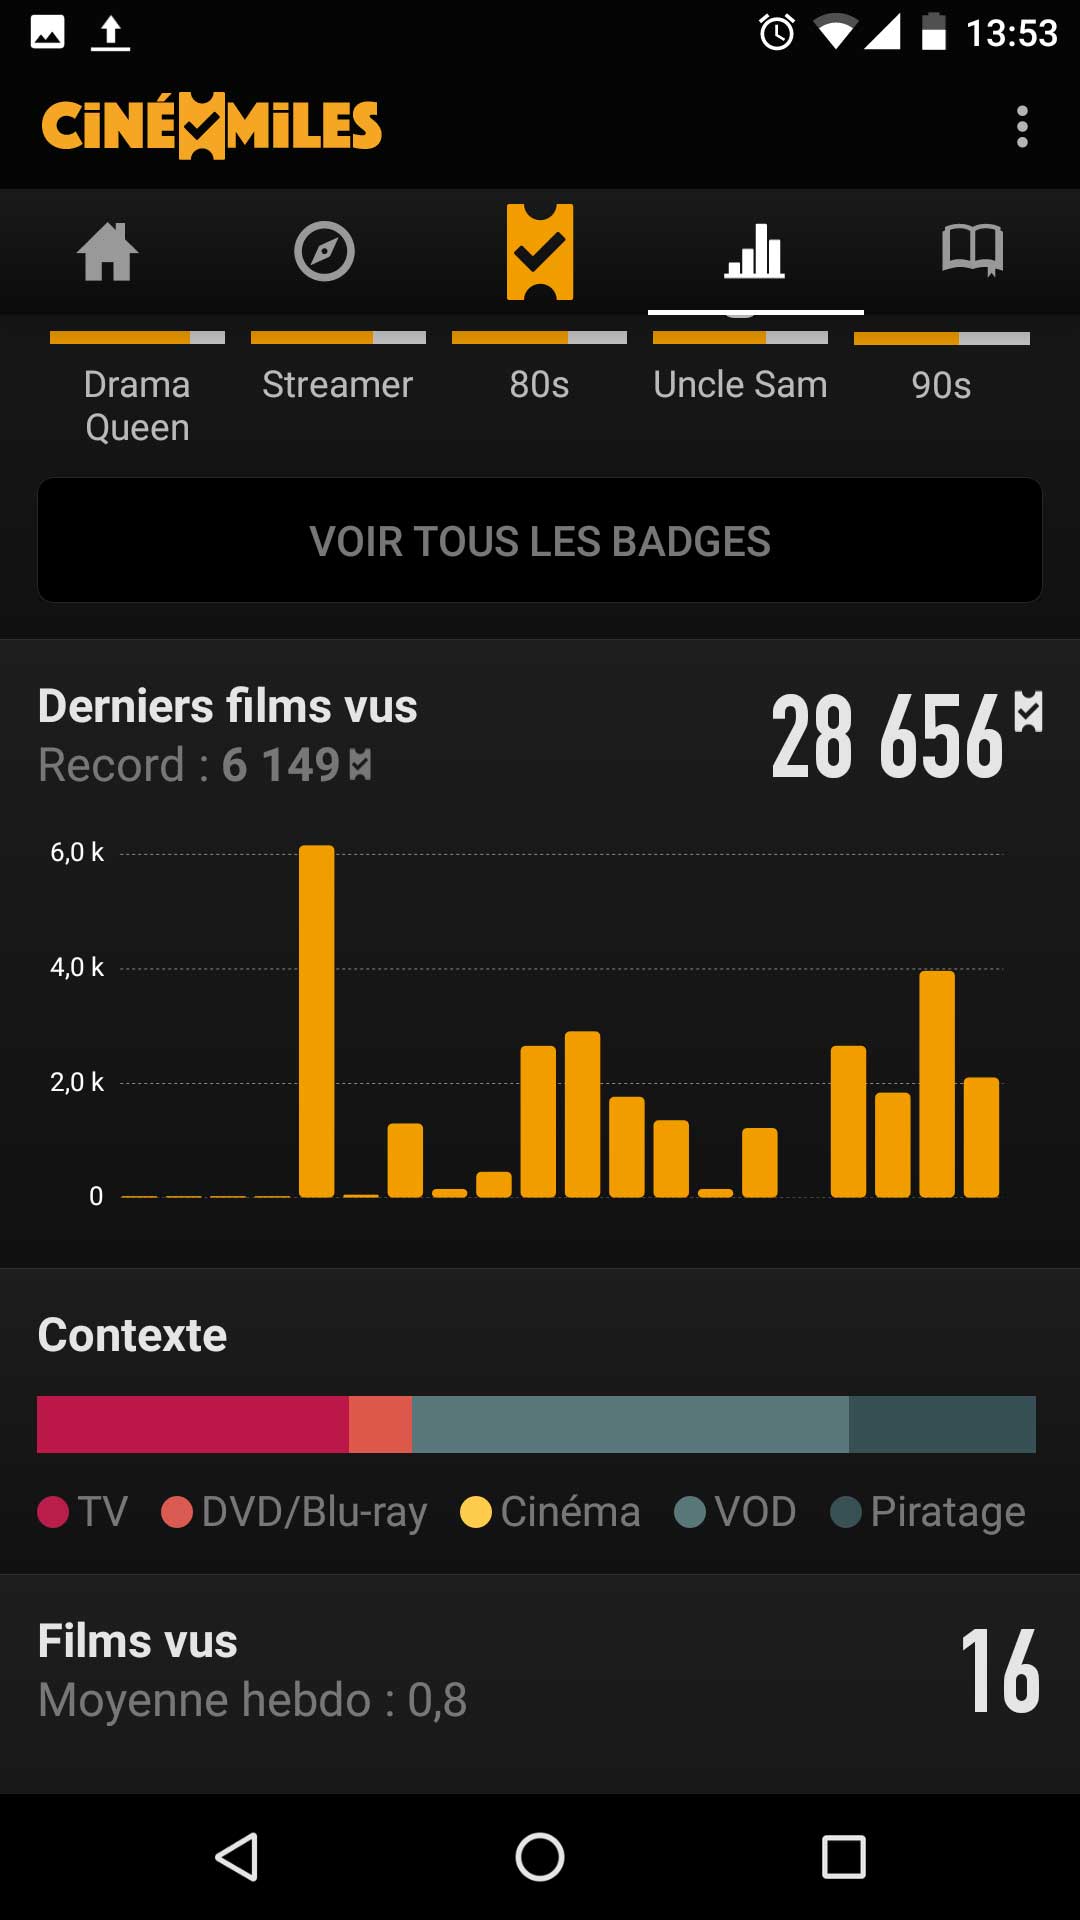 13:53
CiNÉMiLES
Drama Queen
Streamer
80s
Uncle Sam
90s
VOIR TOUS LES BADGES
Derniers films vus
28 656
Record : 6 149
6,0 k
4,0 k
2,0 k
0
Contexte
TV DVD/Blu-ray Cinéma VOD Piratage
Films vus
16
Moyenne hebdo : 0,8